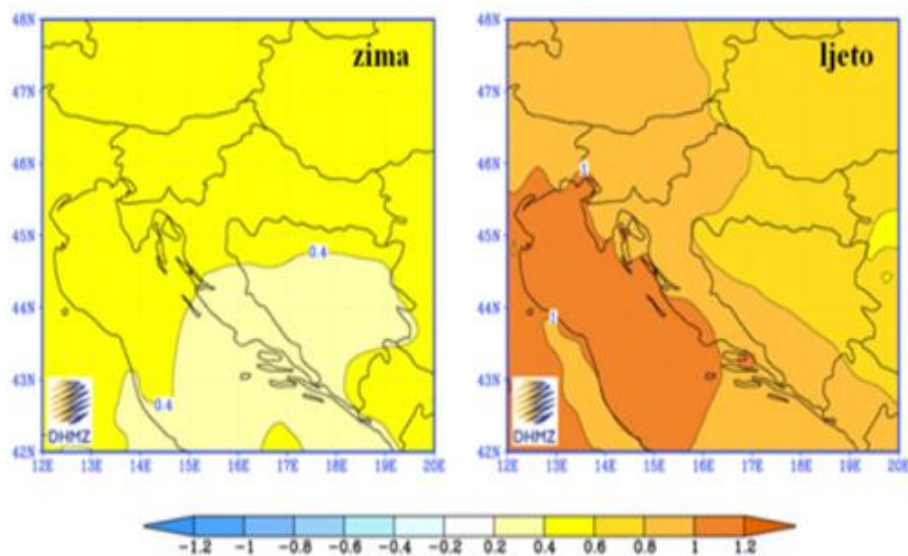 48N
zima
47N
46N
45N
0.4
44N
43N
0.4
DHMZ
42N
12E 13E 14E 15E 16E 17E 18E 19E 20E
48N
ljeto
47N
46N
1
45N
44N
1
43N
DHMZ
42N
12E 13E 14E 15E 16E 17E 18E 19E 20E
-1.2 -1 -0.8 -0.6 -0.4 -0.2 0.2 0.4 0.6 0.8 1 1.2